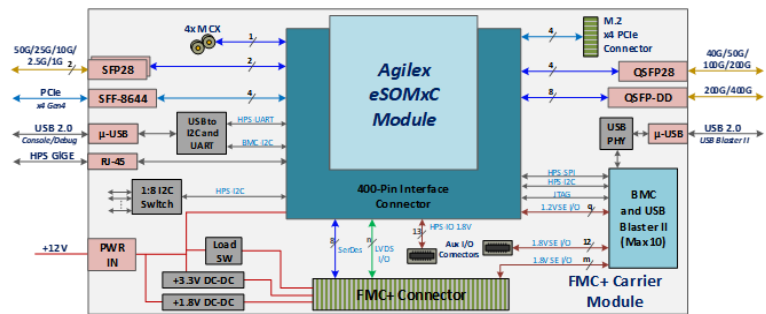 50G/25G/10G/
2.5G/1G
2
SFP28
2
4x MCX
1
PCIe
x4 Gen4
SFF-8644
4
USB 2.0
Console/Debug
μ-USB
USB to
I2C and
UART
HPS UART
BMC I2C
HPS GIGE
RJ-45
1:8 I2C
Switch
HPS I2C
+12V
PWR
IN
Load
SW
+3.3V DC-DC
+1.8V DC-DC
Agilex
eSOMxC
Module
400-Pin Interface
Connector
8
SerDes
n
LVDS
I/O
13
HPS-IO 1.8V
Aux I/O
Connectors
FMC+ Connector
4
M.2
x4 PCIe
Connector
4
QSFP28
40G/50G/
100G/200G
8
QSFP-DD
200G/400G
USB
PHY
μ-USB
USB 2.0
USB Blaster II
HPS SPI
HPS I2C
JTAG
1.2V SE I/O
q
1.8VSE I/O
12
1.8V SE I/O
m
BMC
and USB
Blaster II
(Max10)
FMC+ Carrier
Module